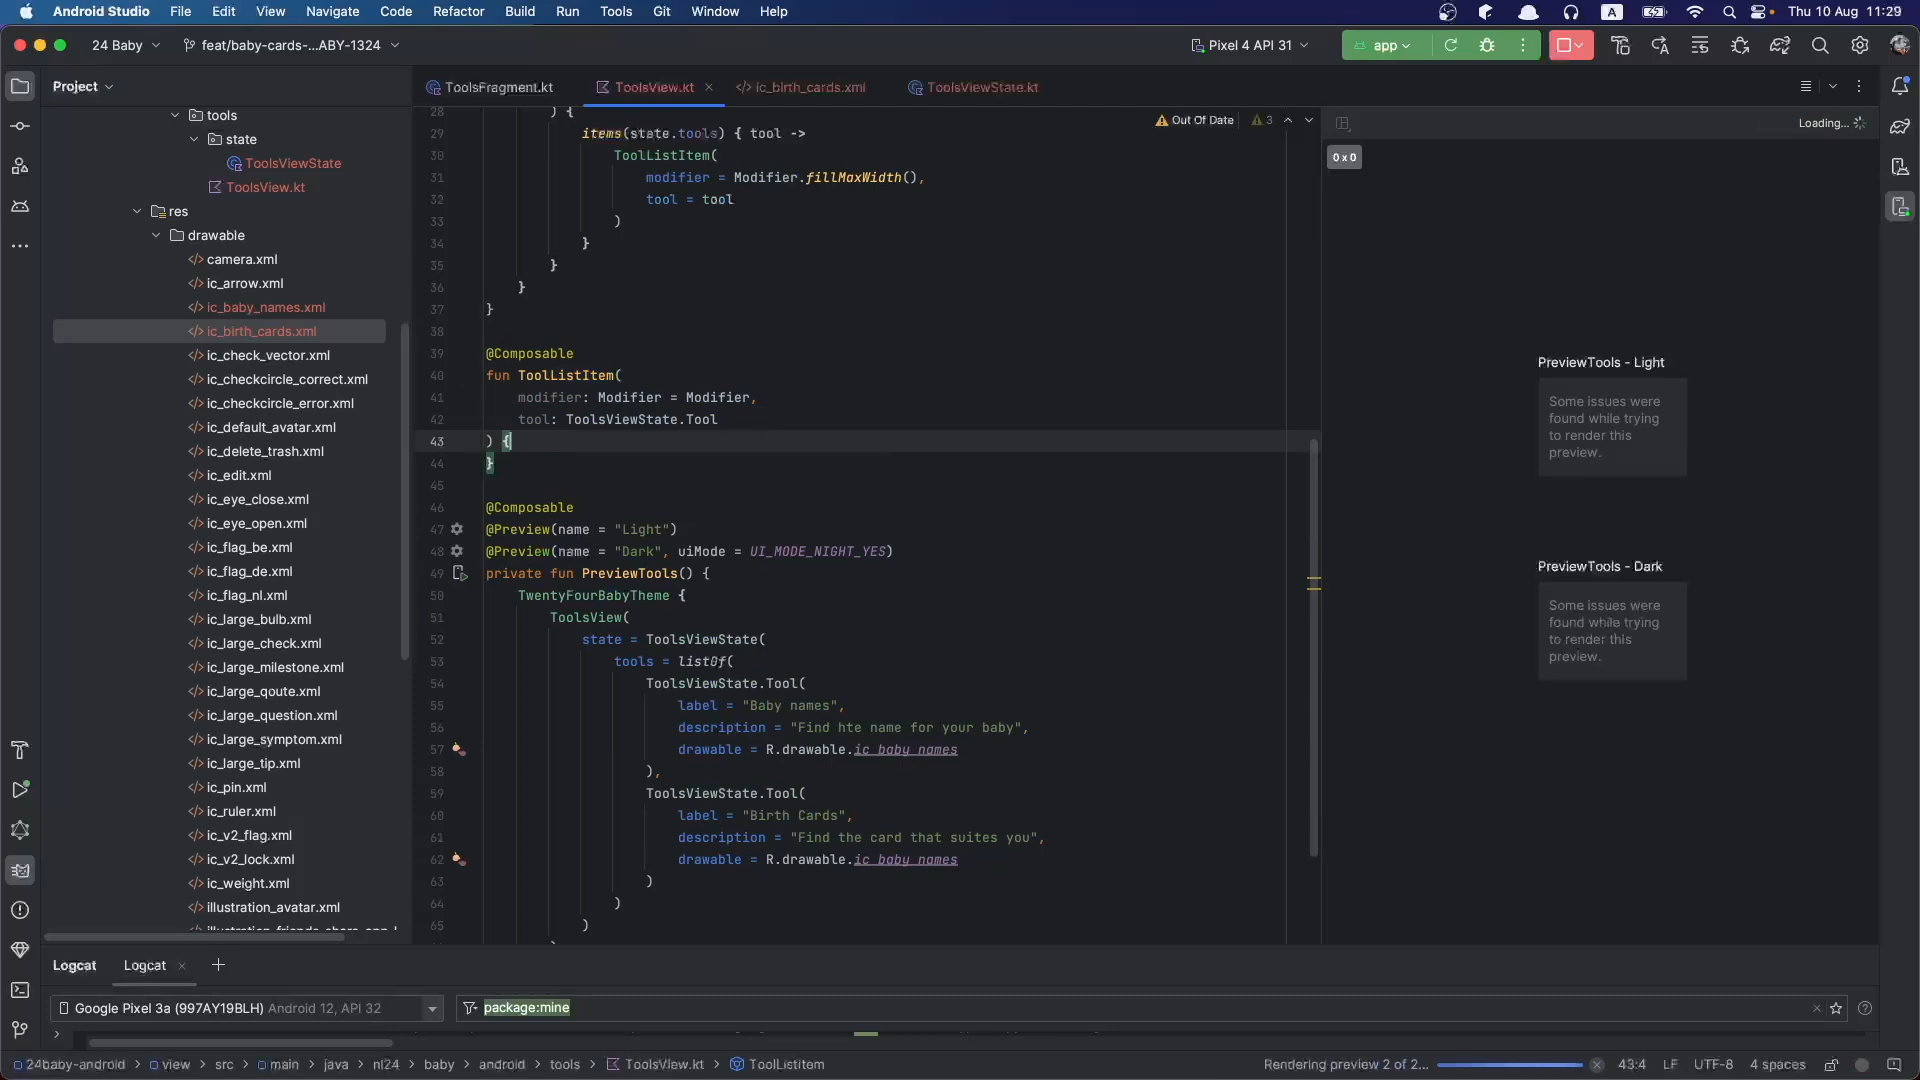 Android Studio File Edit View Navigate Code Refactor Build Run Tools Git Window Help A Thu 10 Aug 11:29
24 Baby feat/baby-cards-...ABY-1324 Pixel 4 API 31 app
Project
ToolsFragment.kt ToolsView.kt ic_birth_cards.xml ToolsViewState.kt
tools
state
ToolsViewState
ToolsView.kt
res
drawable
camera.xml
ic_arrow.xml
ic_baby_names.xml
ic_birth_cards.xml
ic_check_vector.xml
ic_checkcircle_correct.xml
ic_checkcircle_error.xml
ic_default_avatar.xml
ic_delete_trash.xml
ic_edit.xml
ic_eye_close.xml
ic_eye_open.xml
ic_flag_be.xml
ic_flag_de.xml
ic_flag_nl.xml
ic_large_bulb.xml
ic_large_check.xml
ic_large_milestone.xml
ic_large_qoute.xml
ic_large_question.xml
ic_large_symptom.xml
ic_large_tip.xml
ic_pin.xml
ic_ruler.xml
ic_v2_flag.xml
ic_v2_lock.xml
ic_weight.xml
illustration_avatar.xml
28 ) {
29 items(state.tools) { tool ->
30 ToolListItem(
31 modifier = Modifier.fillMaxWidth(),
32 tool = tool
33 )
34 }
35 }
36 }
37 }
38
39 @Composable
40 fun ToolListItem(
41 modifier: Modifier = Modifier,
42 tool: ToolsViewState.Tool
43 ) {
44 }
45
46 @Composable
47 @Preview(name = "Light")
48 @Preview(name = "Dark", uiMode = UI_MODE_NIGHT_YES)
49 private fun PreviewTools() {
50 TwentyFourBabyTheme {
51 ToolsView(
52 state = ToolsViewState(
53 tools = listOf(
54 ToolsViewState.Tool(
55 label = "Baby names",
56 description = "Find hte name for your baby",
57 drawable = R.drawable.ic_baby_names
58 ),
59 ToolsViewState.Tool(
60 label = "Birth Cards",
61 description = "Find the card that suites you",
62 drawable = R.drawable.ic_baby_names
63 )
64 )
65 )
Out Of Date 3
Loading...
0 x 0
PreviewTools - Light
Some issues were
found while trying
to render this
preview.
PreviewTools - Dark
Some issues were
found while trying
to render this
preview.
Logcat Logcat
Google Pixel 3a (997AY19BLH) Android 12, API 32 package:mine
24baby-android > view > src > main > java > nl24 > baby > android > tools > ToolsView.kt > ToolListItem Rendering preview 2 of 2... 43:4 LF UTF-8 4 spaces